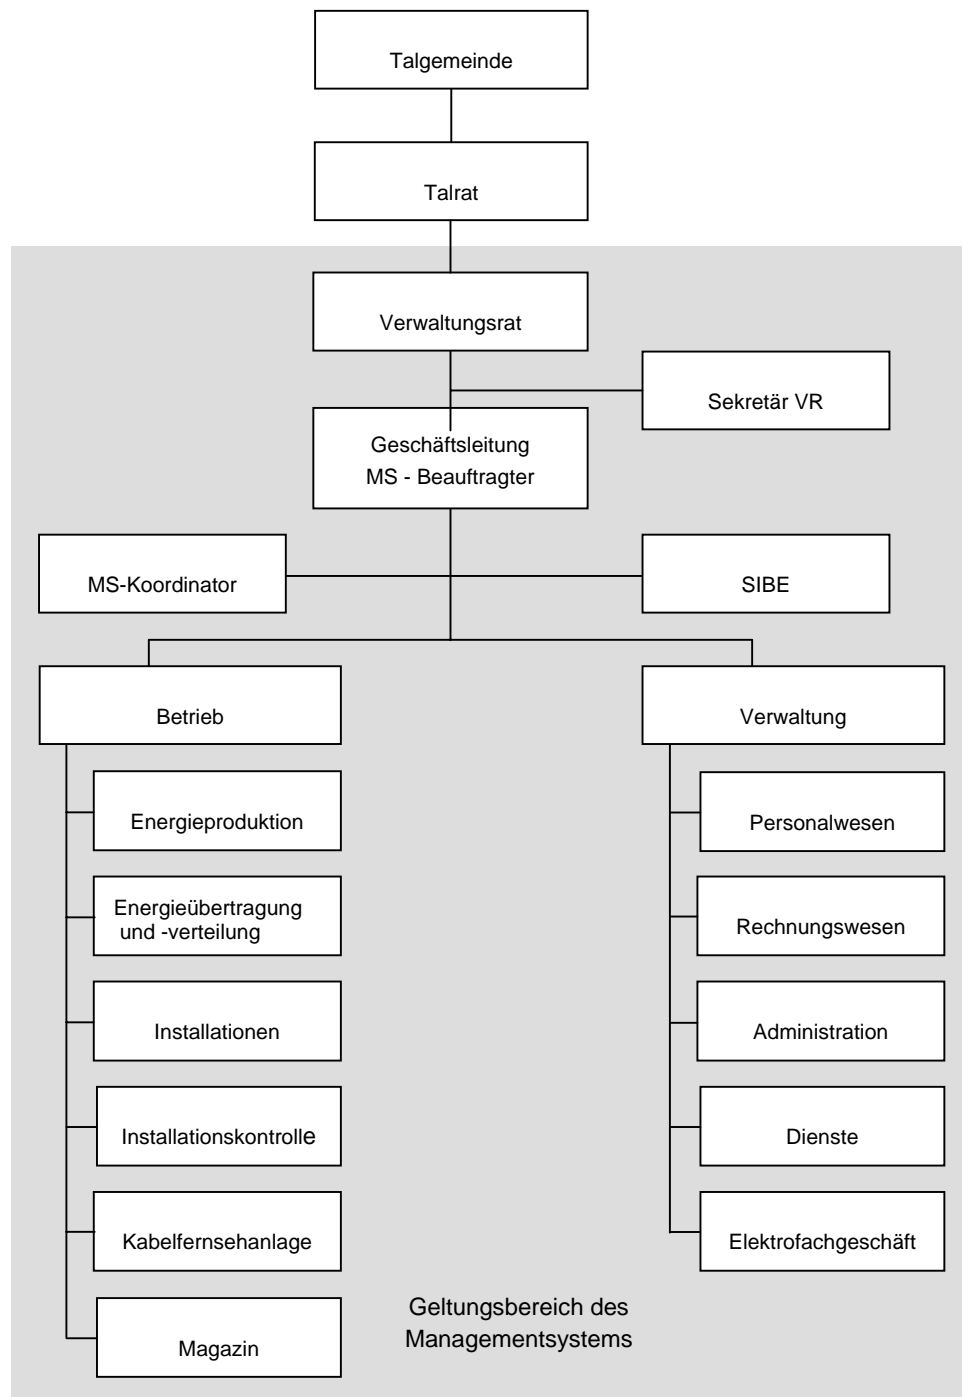 Talgemeinde
Talrat
Verwaltungsrat
Sekretär VR
Geschäftsleitung
MS - Beauftragter
MS-Koordinator
SIBE
Betrieb
Verwaltung
Energieproduktion
Personalwesen
Energieübertragung
und -verteilung
Rechnungswesen
Installationen
Administration
Installationskontrolle
Dienste
Kabelfernsehanlage
Elektrofachgeschäft
Geltungsbereich des
Managementsystems
Magazin